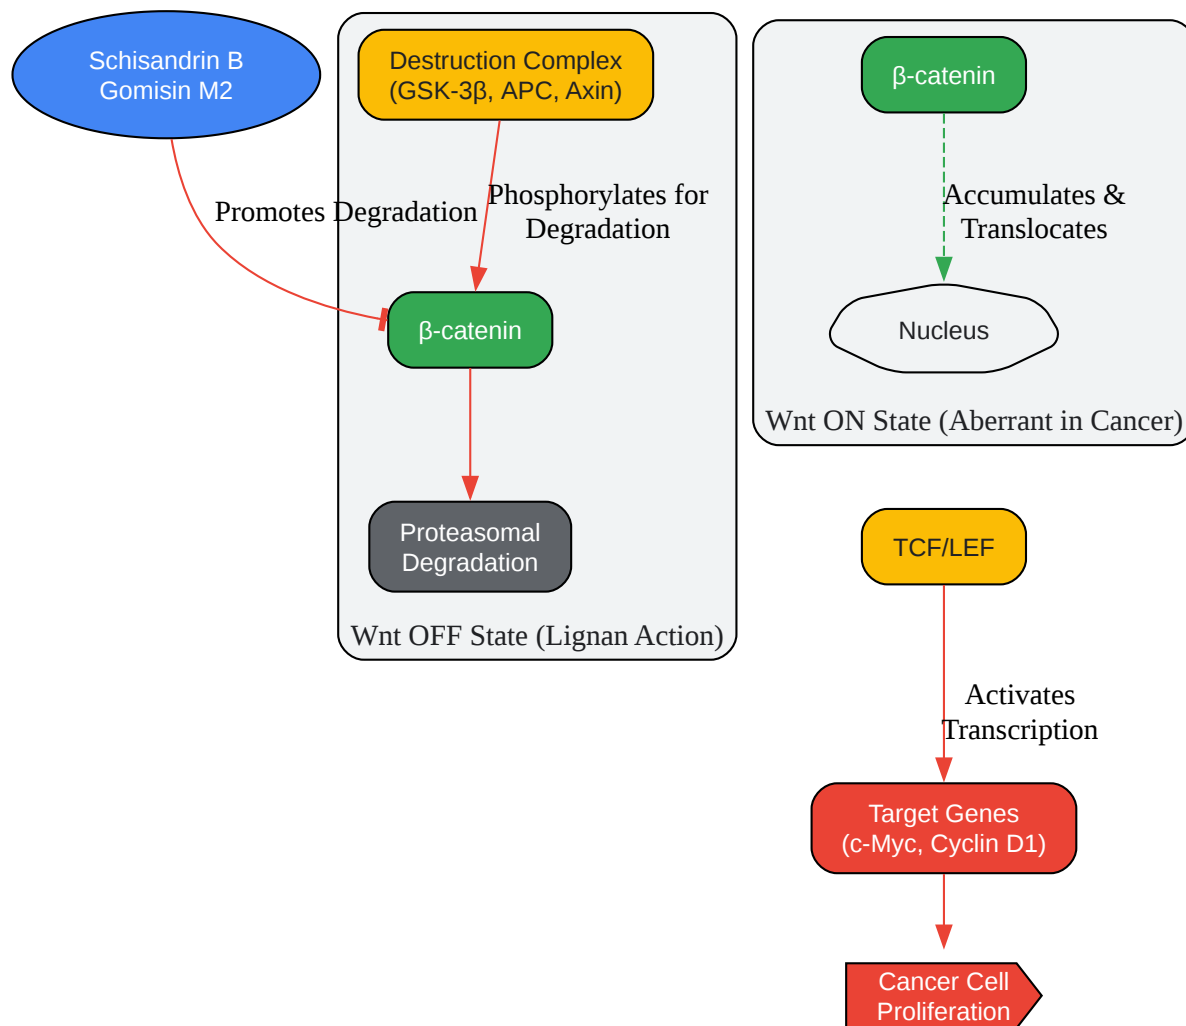 Schisandrin B
Gomisin M2
Destruction Complex
(GSK-3β, APC, Axin)
β-catenin
Promotes Degradation
Phosphorylates for
Degradation
Accumulates &
Translocates
β-catenin
Nucleus
Wnt ON State (Aberrant in Cancer)
Proteasomal
Degradation
TCF/LEF
Wnt OFF State (Lignan Action)
Activates
Transcription
Target Genes
(c-Myc, Cyclin D1)
Cancer Cell
Proliferation